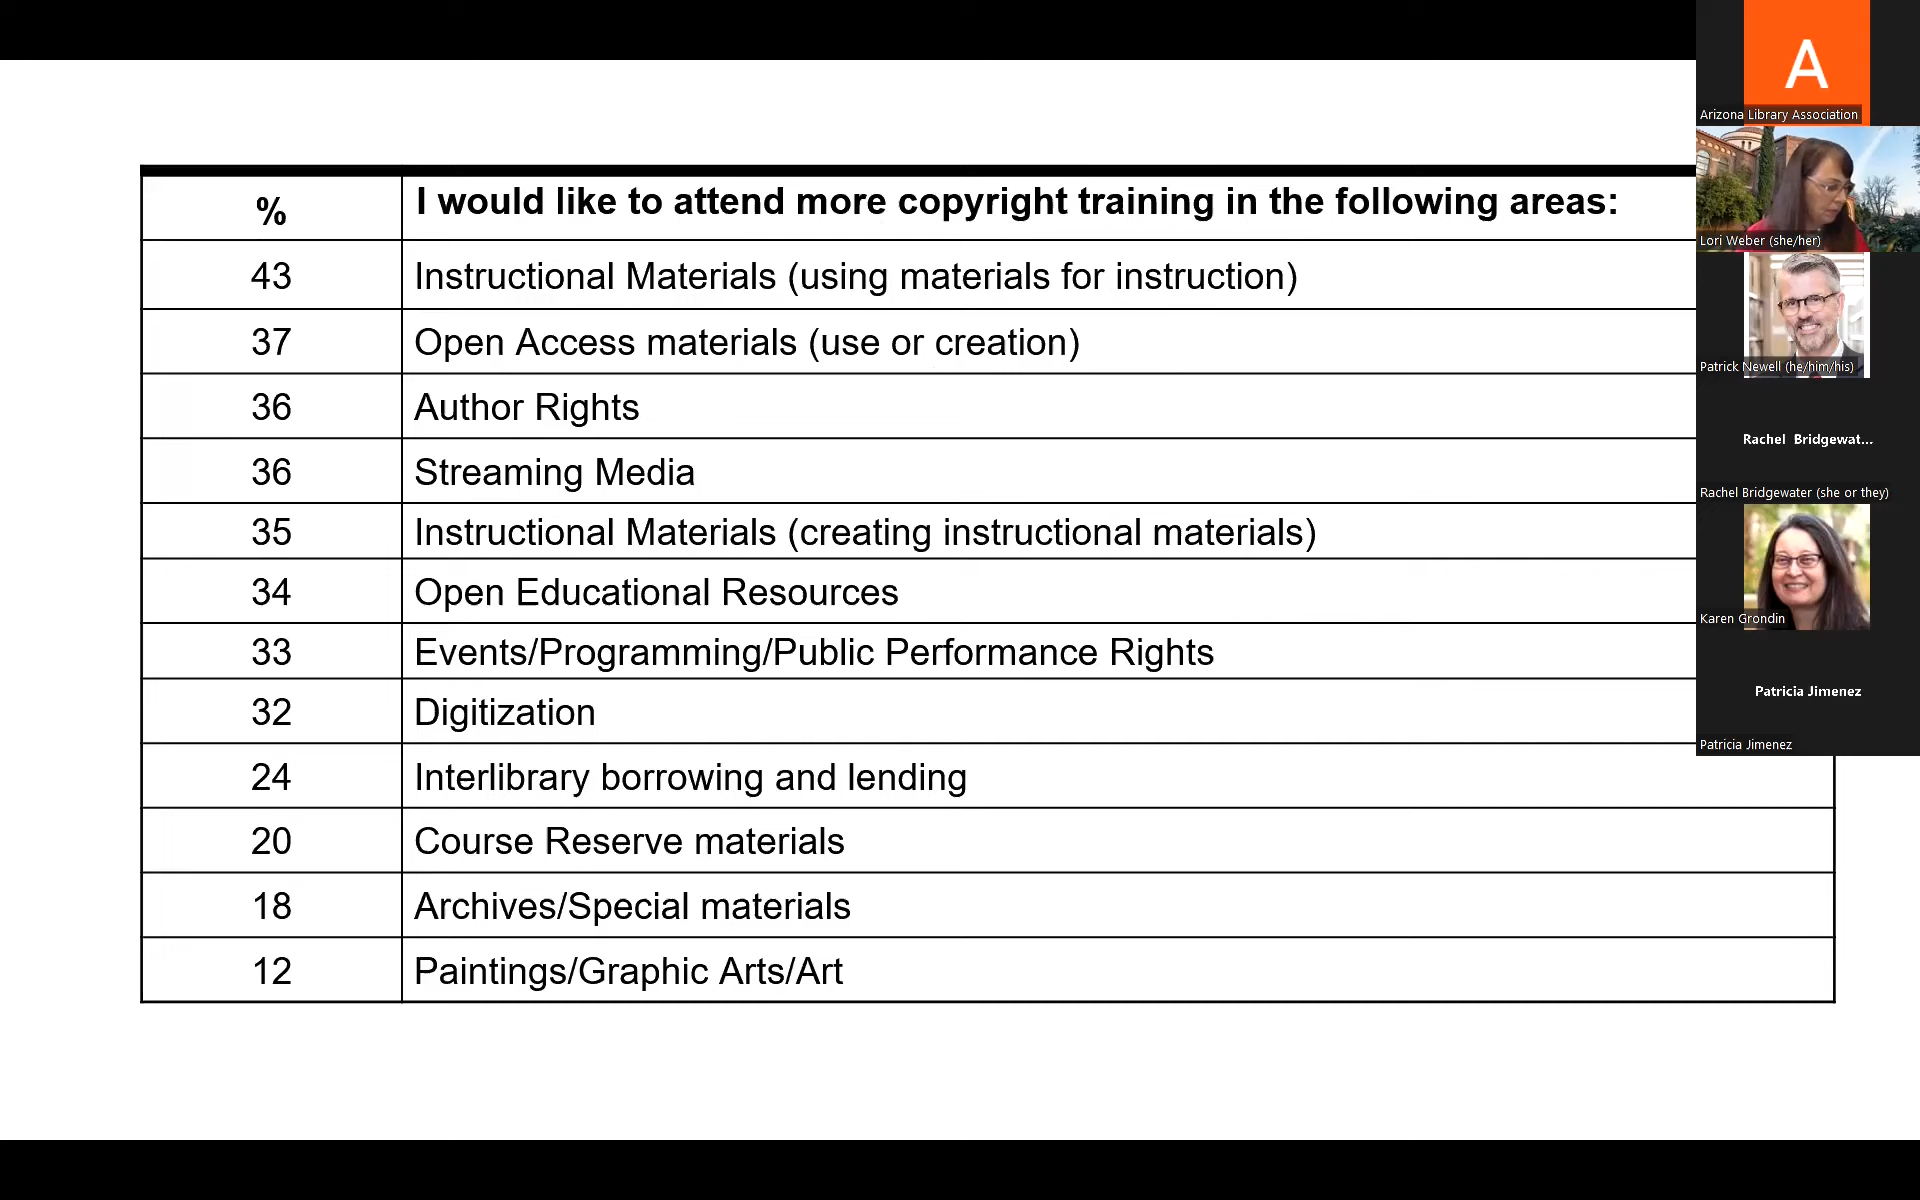 % I would like to attend more copyright training in the following areas:
43 Instructional Materials (using materials for instruction)
37 Open Access materials (use or creation)
36 Author Rights
36 Streaming Media
35 Instructional Materials (creating instructional materials)
34 Open Educational Resources
33 Events/Programming/Public Performance Rights
32 Digitization
24 Interlibrary borrowing and lending
20 Course Reserve materials
18 Archives/Special materials
12 Paintings/Graphic Arts/Art
A
Arizona Library Association
Lori Weber (she/her)
Patrick Newell (he/him/his)
Rachel Bridgewat...
Rachel Bridgewater (she or they)
Karen Grondin
Patricia Jimenez
Patricia Jimenez